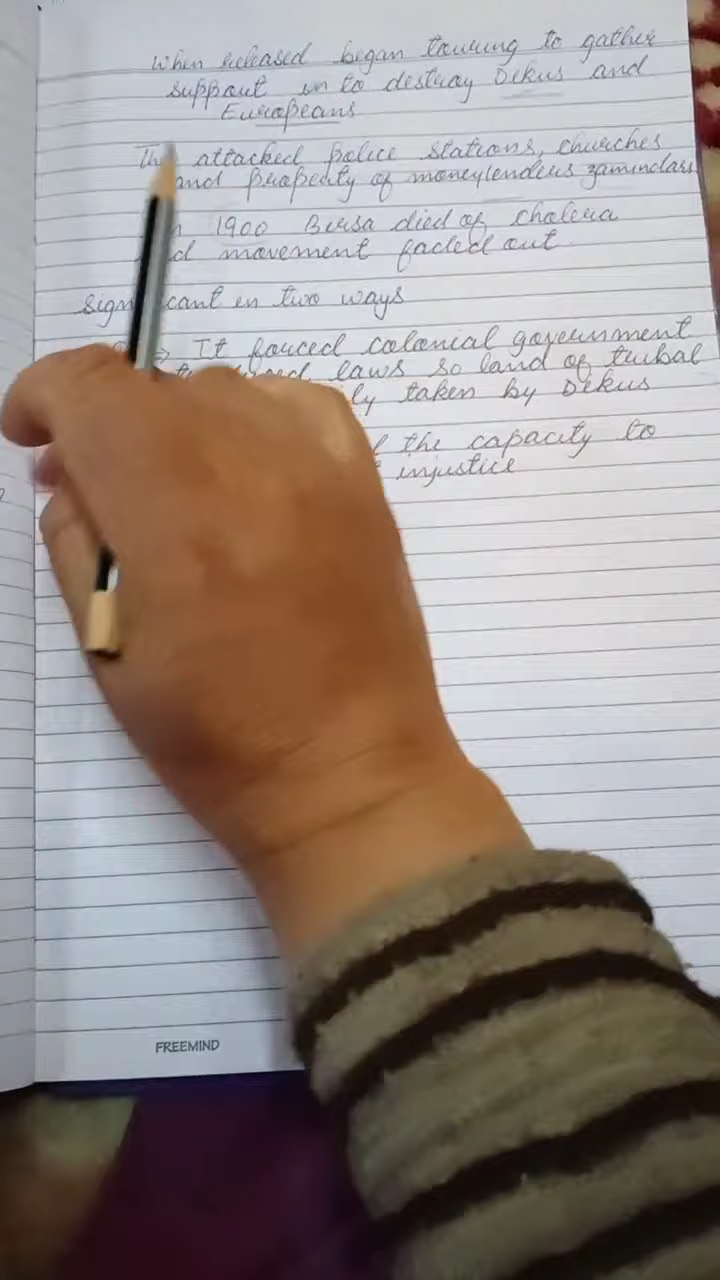 When released began touring to gather
support in to destroy Dikus and
Europeans
attacked police stations, churches
and property of moneylenders zamindars
1900 Birsa died of cholera
movement faded out
in two ways
⇒ It forced colonial government
laws so land of tribal
taken by Dikus
the capacity to
injustice
FREEMIND